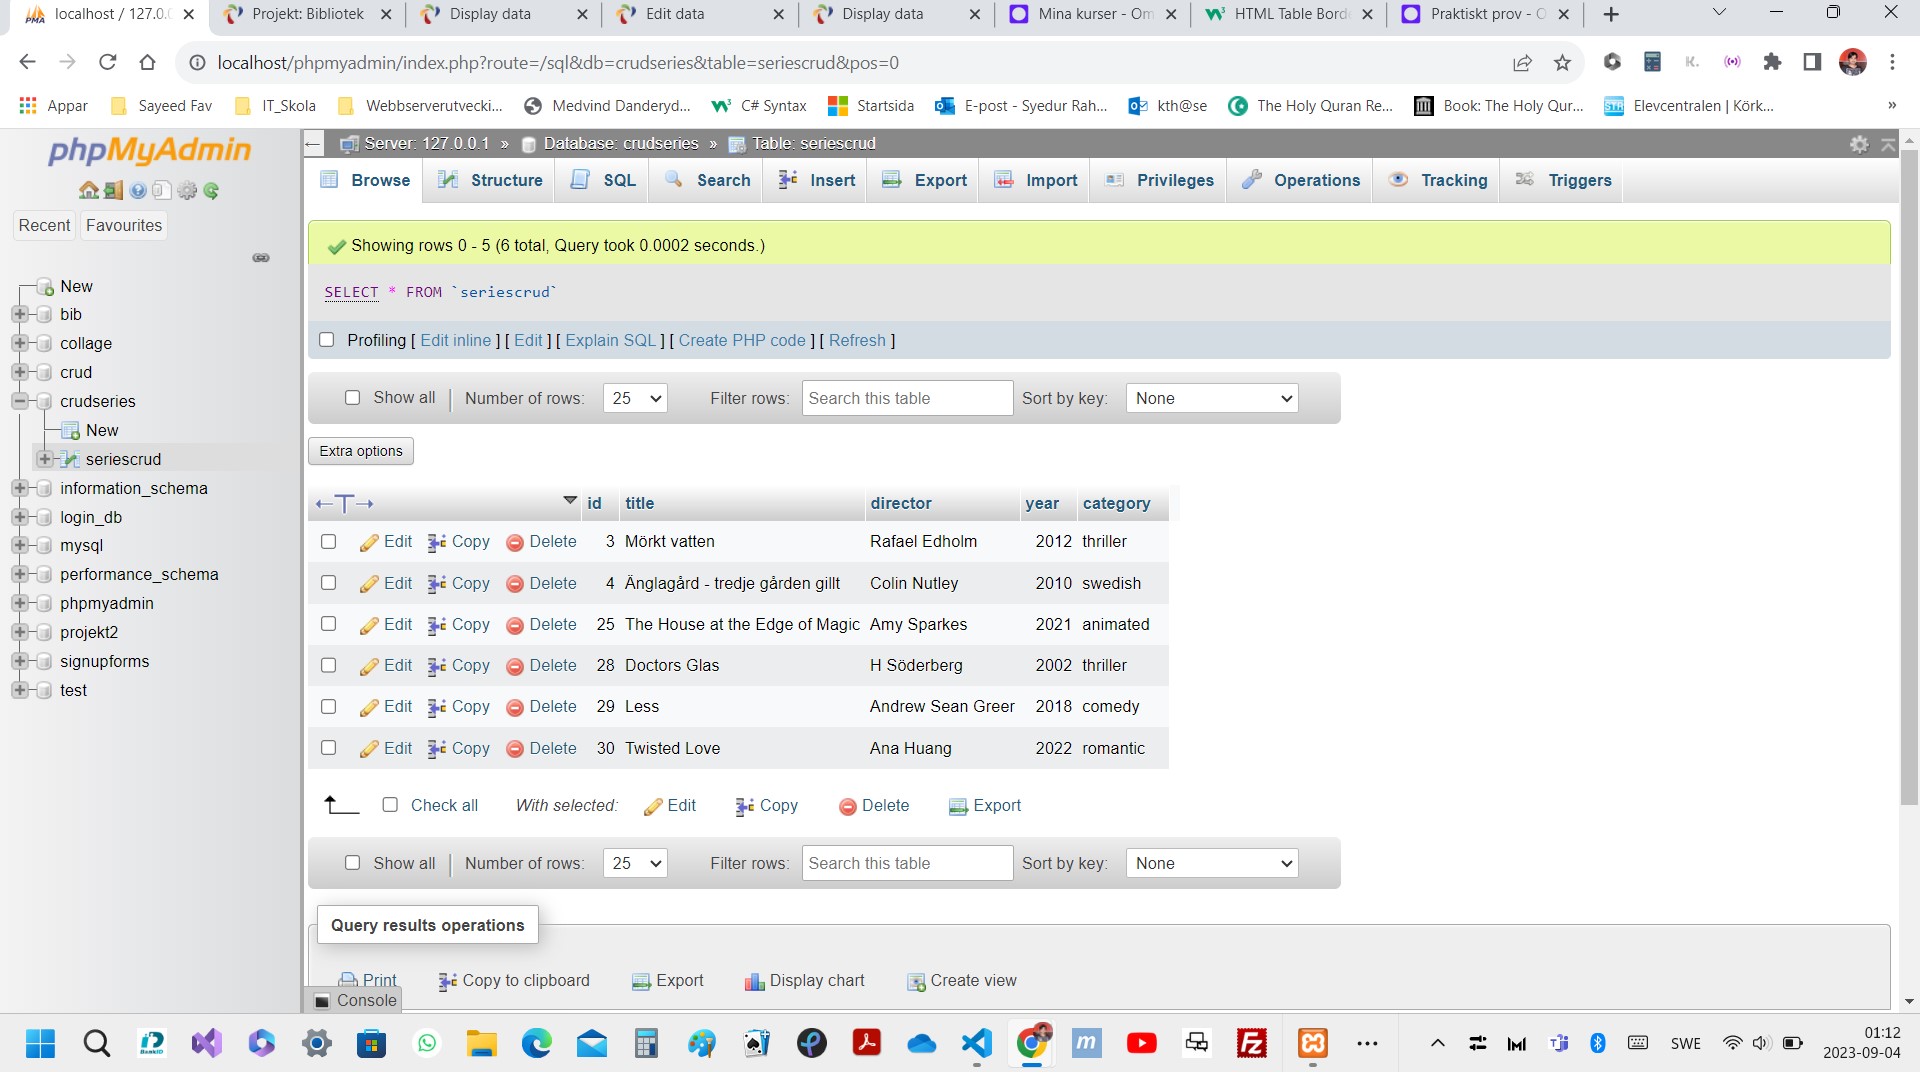 localhost / 127.0.0
Projekt: Bibliotek
Display data
Edit data
Display data
Mina kurser - Om
HTML Table Borde
Praktiskt prov - O
localhost/phpmyadmin/index.php?route=/sql&db=crudseries&table=seriescrud&pos=0
Appar
Sayeed Fav
IT_Skola
Webbserverutvecki...
Medvind Danderyd...
C# Syntax
Startsida
E-post - Syedur Rah...
kth@se
The Holy Quran Re...
Book: The Holy Qur...
STR
Elevcentralen | Körk...
»
phpMyAdmin
Recent
Favourites
New
bib
collage
crud
crudseries
New
seriescrud
information_schema
login_db
mysql
performance_schema
phpmyadmin
projekt2
signupforms
test
Server: 127.0.0.1 » Database: crudseries » Table: seriescrud
Browse
Structure
SQL
Search
Insert
Export
Import
Privileges
Operations
Tracking
Triggers
Showing rows 0 - 5 (6 total, Query took 0.0002 seconds.)
SELECT * FROM `seriescrud`
Profiling [ Edit inline ] [ Edit ] [ Explain SQL ] [ Create PHP code ] [ Refresh ]
Show all | Number of rows: 25 Filter rows: Search this table Sort by key: None
Extra options
←T→ id title director year category
Edit Copy Delete 3 Mörkt vatten Rafael Edholm 2012 thriller
Edit Copy Delete 4 Änglagård - tredje gården gillt Colin Nutley 2010 swedish
Edit Copy Delete 25 The House at the Edge of Magic Amy Sparkes 2021 animated
Edit Copy Delete 28 Doctors Glas H Söderberg 2002 thriller
Edit Copy Delete 29 Less Andrew Sean Greer 2018 comedy
Edit Copy Delete 30 Twisted Love Ana Huang 2022 romantic
Check all With selected: Edit Copy Delete Export
Show all | Number of rows: 25 Filter rows: Search this table Sort by key: None
Query results operations
Print
Copy to clipboard
Export
Display chart
Create view
Console
SWE
01:12
2023-09-04